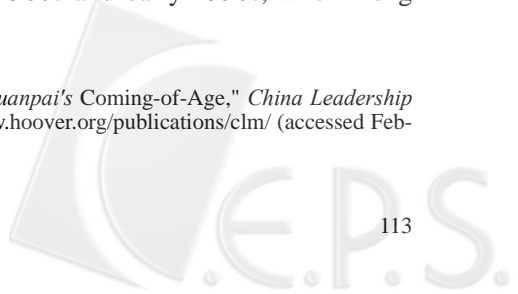 uanpai's Coming-of-Age," China Leadership
w.hoover.org/publications/clm/ (accessed Feb-
113
C.E.P.S.